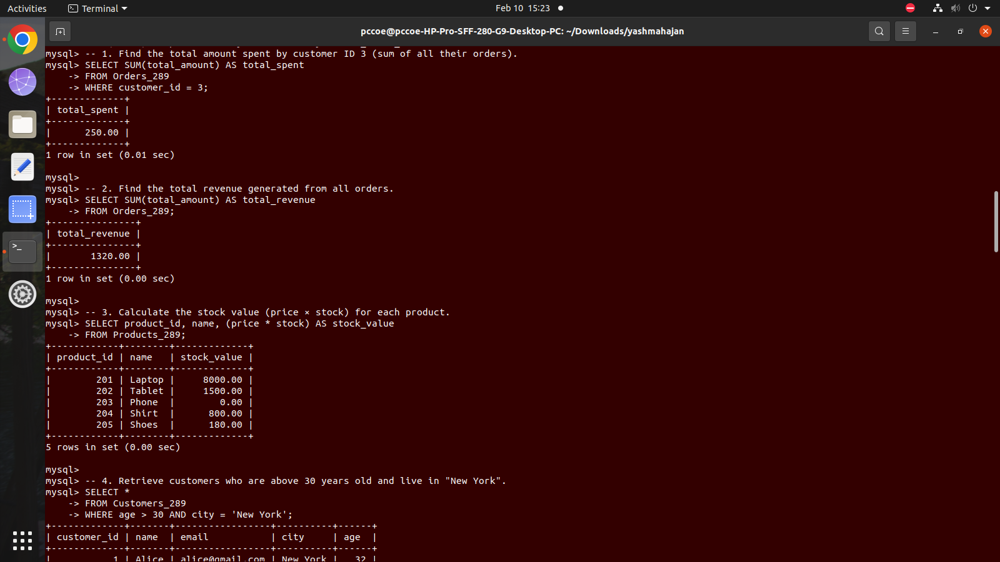 Activities
Terminal
Feb 10 15:23
pccoe@pccoe-HP-Pro-SFF-280-G9-Desktop-PC: ~/Downloads/yashmahajan
mysql> -- 1. Find the total amount spent by customer ID 3 (sum of all their orders).
mysql> SELECT SUM(total_amount) AS total_spent
    -> FROM Orders_289
    -> WHERE customer_id = 3;
+-------------+
| total_spent |
+-------------+
|      250.00 |
+-------------+
1 row in set (0.01 sec)
mysql>
mysql> -- 2. Find the total revenue generated from all orders.
mysql> SELECT SUM(total_amount) AS total_revenue
    -> FROM Orders_289;
+---------------+
| total_revenue |
+---------------+
|       1320.00 |
+---------------+
1 row in set (0.00 sec)
mysql>
mysql> -- 3. Calculate the stock value (price × stock) for each product.
mysql> SELECT product_id, name, (price * stock) AS stock_value
    -> FROM Products_289;
+------------+--------+-------------+
| product_id | name   | stock_value |
+------------+--------+-------------+
|        201 | Laptop |     8000.00 |
|        202 | Tablet |     1500.00 |
|        203 | Phone  |        0.00 |
|        204 | Shirt  |      800.00 |
|        205 | Shoes  |      180.00 |
+------------+--------+-------------+
5 rows in set (0.00 sec)
mysql>
mysql> -- 4. Retrieve customers who are above 30 years old and live in "New York".
mysql> SELECT *
    -> FROM Customers_289
    -> WHERE age > 30 AND city = 'New York';
+-------------+-------+-----------------+----------+------+
| customer_id | name  | email           | city     | age  |
+-------------+-------+-----------------+----------+------+
|           1 | Alice | alice@gmail.com | New York |   32 |